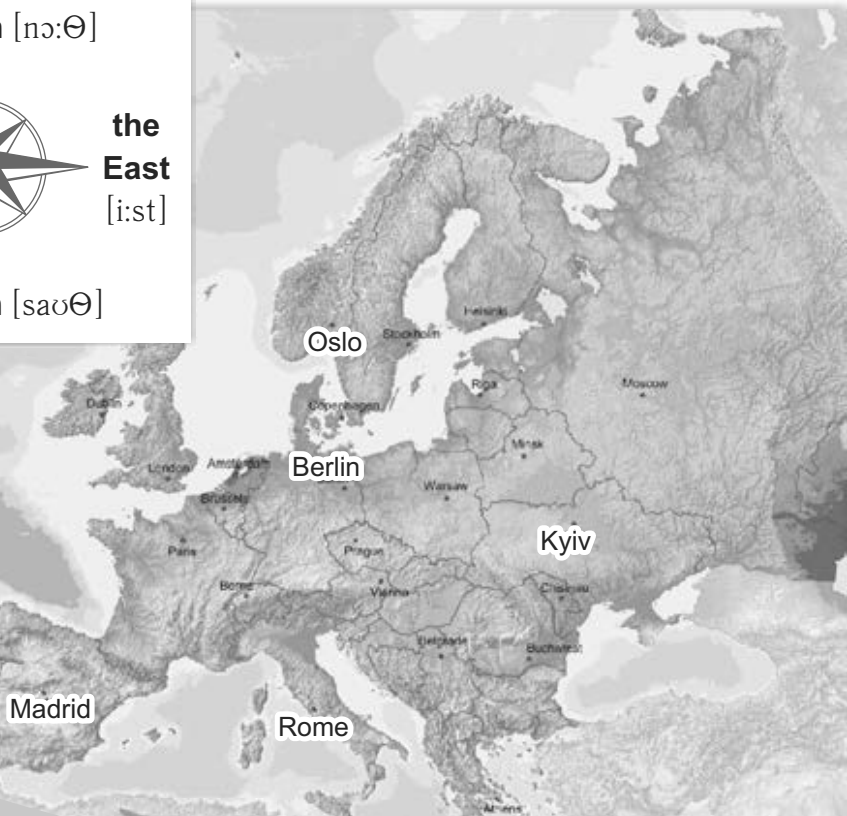 [nɔ:Ѳ]
the
East
[i:st]
[saʊѲ]
Helsinki
Oslo
Stockholm
Riga
Moscow
Dublin
Copenhagen
Minsk
London
Amsterdam
Berlin
Warsaw
Brussels
Kyiv
Paris
Prague
Berne
Vienna
Chisinau
Belgrade
Bucharest
Madrid
Rome
Athens